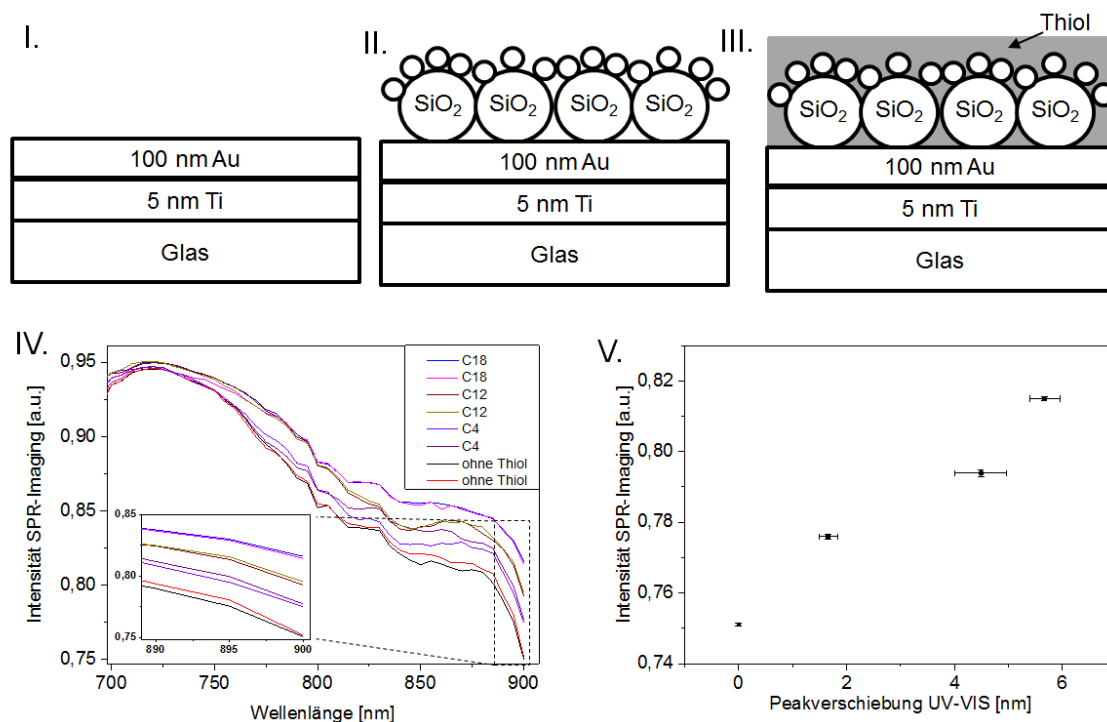 I.
100 nm Au
5 nm Ti
Glas
II.
SiO₂ SiO₂ SiO₂ SiO₂
100 nm Au
5 nm Ti
Glas
III.
Thiol
SiO₂ SiO₂ SiO₂ SiO₂
100 nm Au
5 nm Ti
Glas
IV.
Intensität SPR-Imaging [a.u.]
0,95
0,90
0,85
0,80
0,75
C18
C18
C12
C12
C4
C4
ohne Thiol
ohne Thiol
0,85
0,80
0,75
890 895 900
700 750 800 850 900
Wellenlänge [nm]
V.
Intensität SPR-Imaging [a.u.]
0,82
0,80
0,78
0,76
0,74
0 2 4 6
Peakverschiebung UV-VIS [nm]